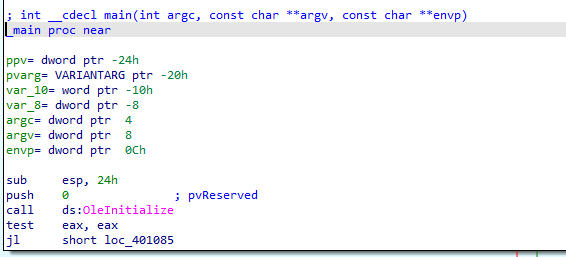 ; int __cdecl main(int argc, const char **argv, const char **envp)
_main proc near
ppv= dword ptr -24h
pvarg= VARIANTARG ptr -20h
var_10= word ptr -10h
var_8= dword ptr -8
argc= dword ptr  4
argv= dword ptr  8
envp= dword ptr  0Ch
sub     esp, 24h
push    0               ; pvReserved
call    ds:OleInitialize
test    eax, eax
jl      short loc_401085